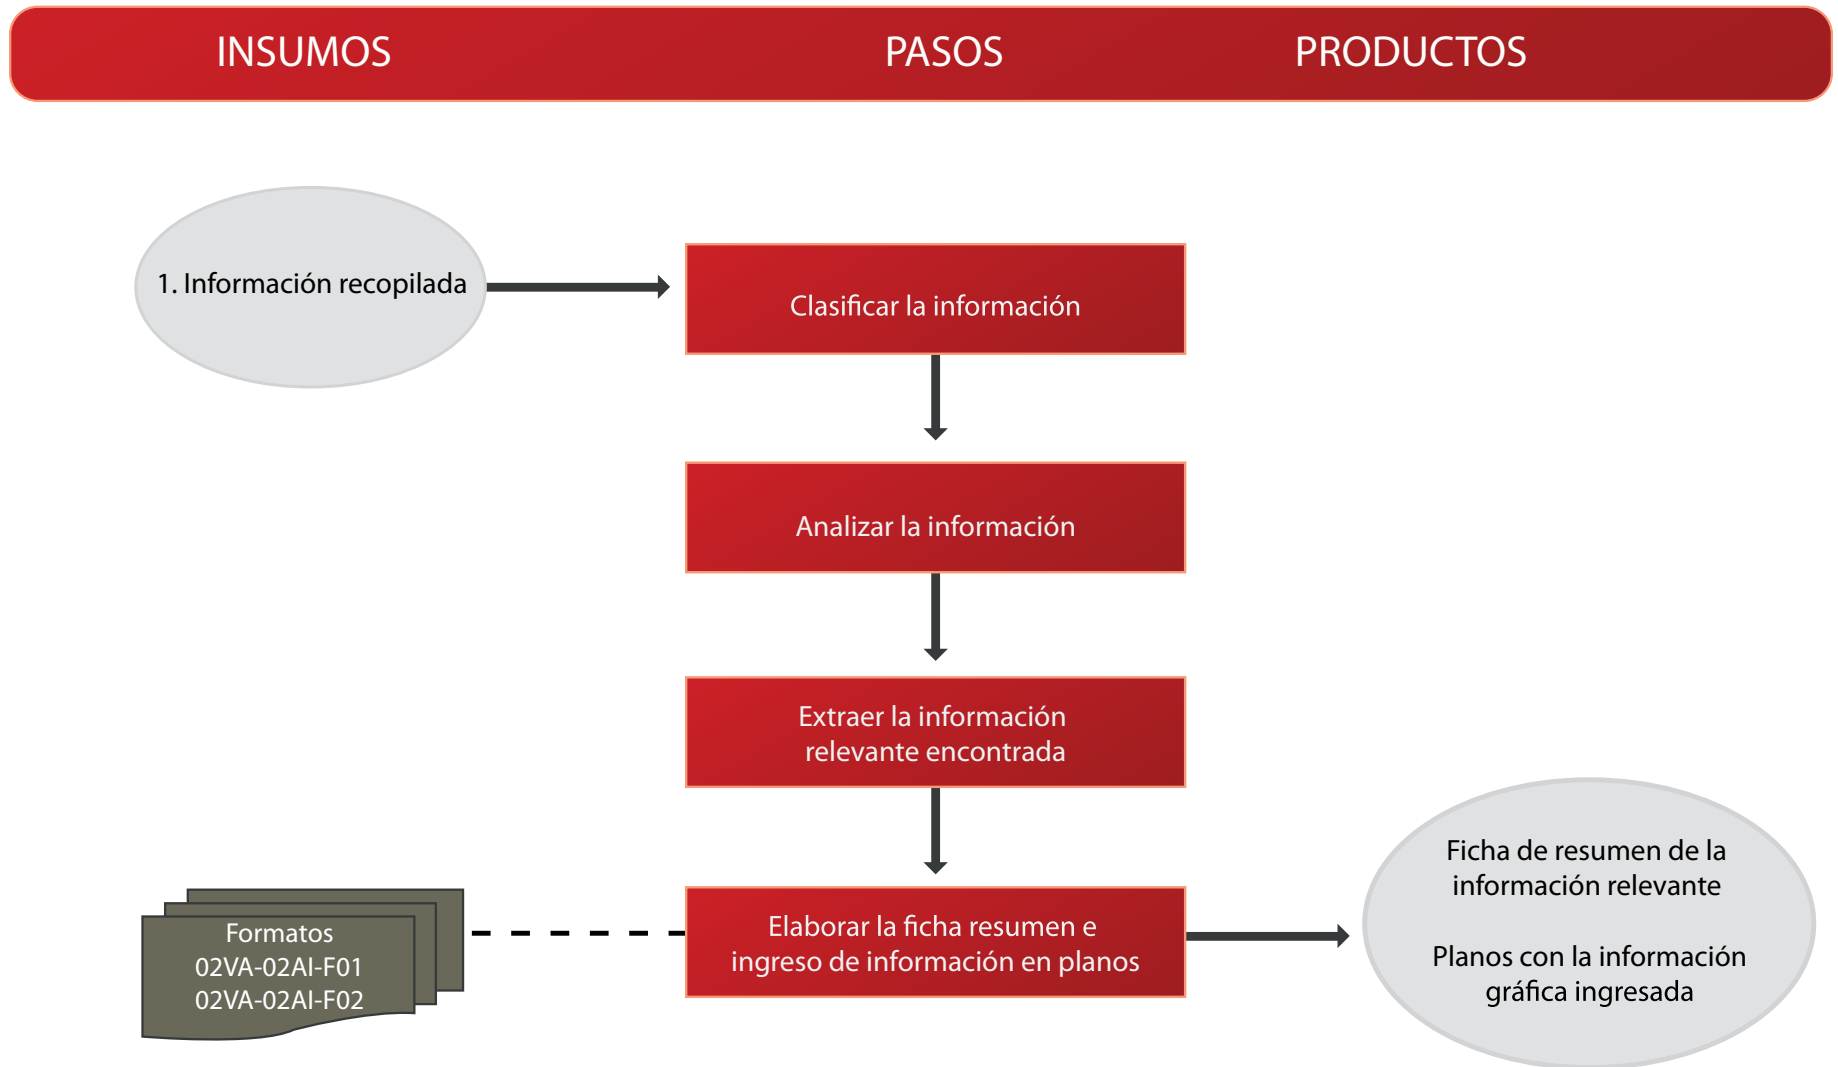 INSUMOS
PASOS
PRODUCTOS
1. Información recopilada
Clasificar la información
Analizar la información
Extraer la información
relevante encontrada
Formatos
02VA-02AI-F01
02VA-02AI-F02
Elaborar la ficha resumen e
ingreso de información en planos
Ficha de resumen de la
información relevante
Planos con la información
gráfica ingresada